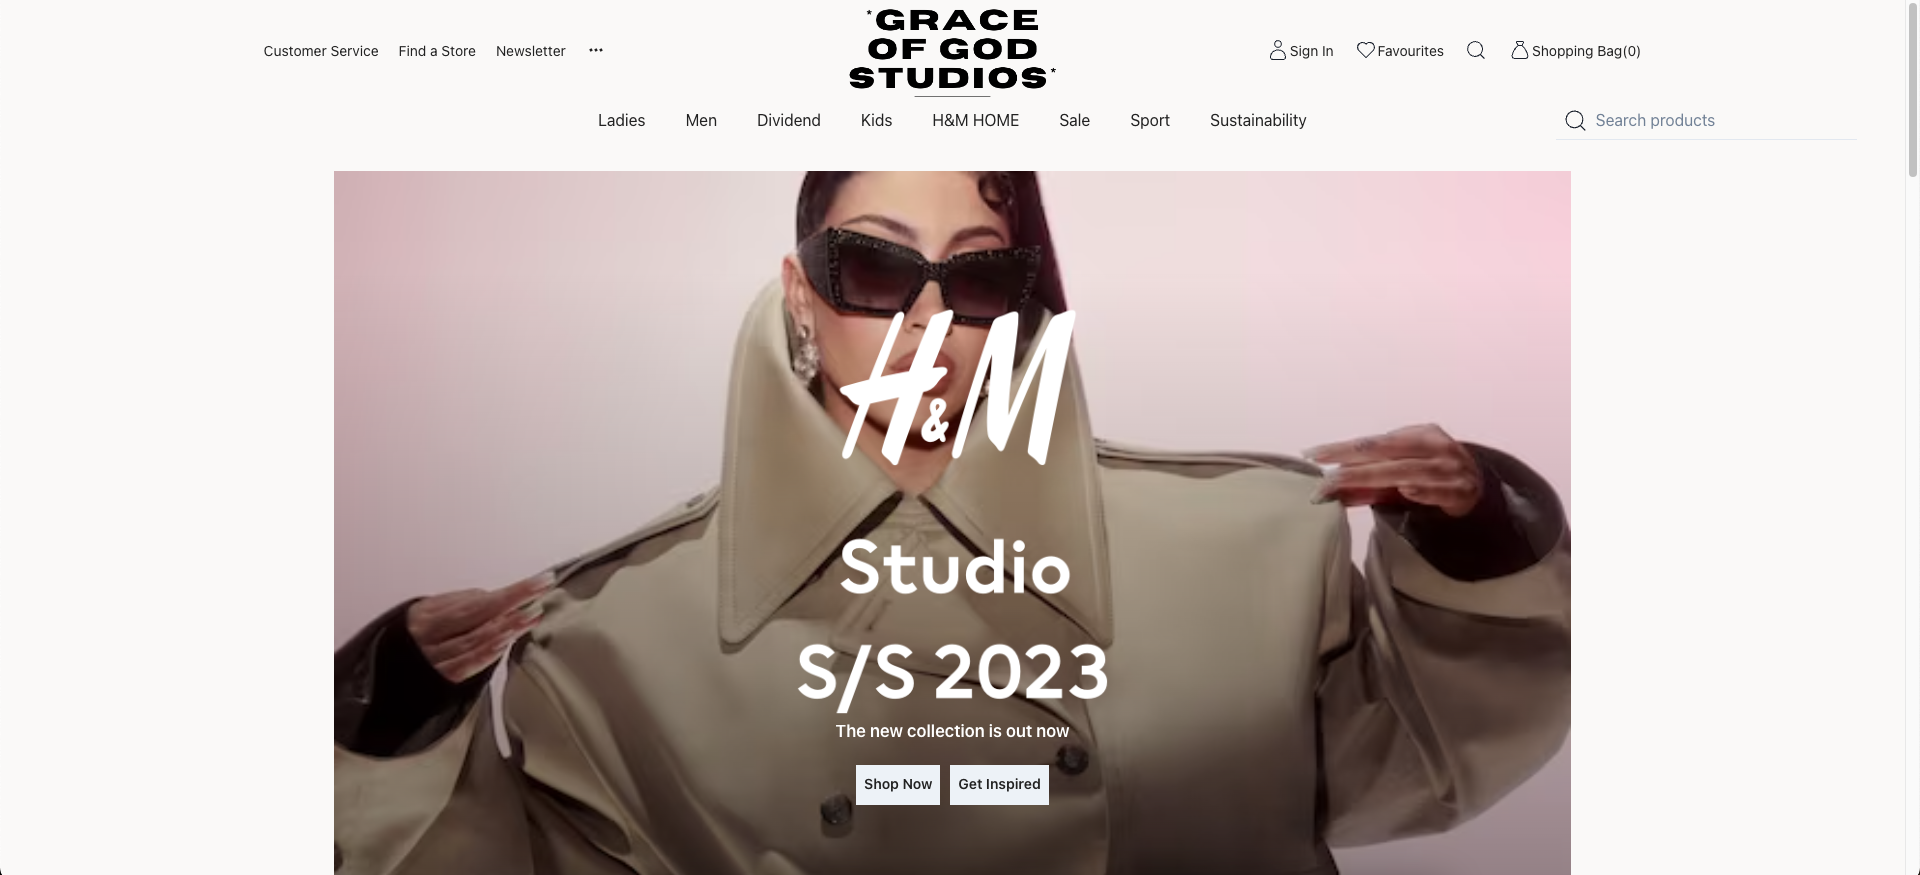 Customer Service Find a Store Newsletter •••
*GRACE
OF GOD
STUDIOS*
Sign In Favourites Shopping Bag(0)
Ladies Men Dividend Kids H&M HOME Sale Sport Sustainability
Search products
H&M
Studio
S/S 2023
The new collection is out now
Shop Now Get Inspired